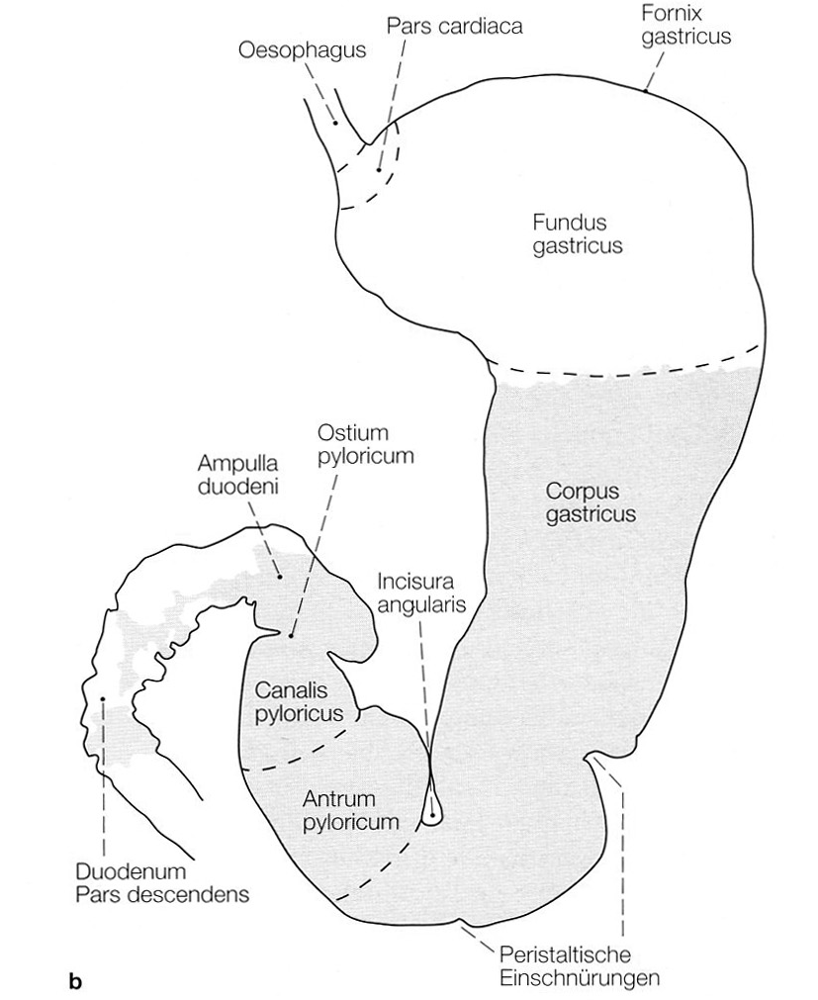 Pars cardiaca
Fornix
gastricus
Oesophagus
Fundus
gastricus
Ostium
pyloricum
Ampulla
duodeni
Corpus
gastricus
Incisura
angularis
Canalis
pyloricus
Antrum
pyloricum
Duodenum
Pars descendens
Peristaltische
Einschnürungen
b